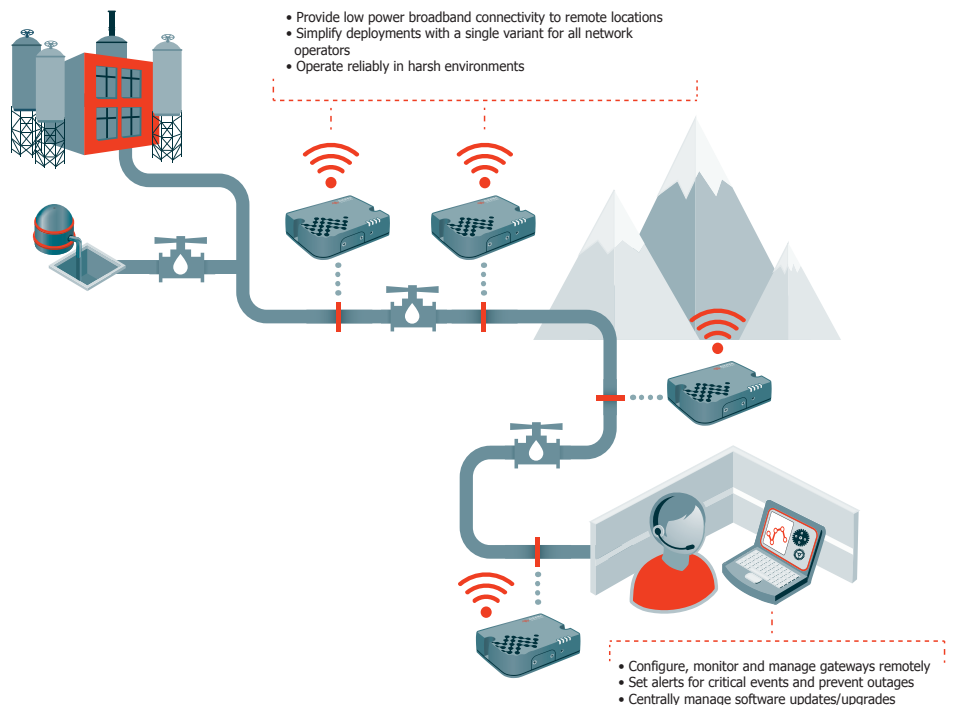 • Provide low power broadband connectivity to remote locations
• Simplify deployments with a single variant for all network
operators
• Operate reliably in harsh environments
• Configure, monitor and manage gateways remotely
• Set alerts for critical events and prevent outages
• Centrally manage software updates/upgrades